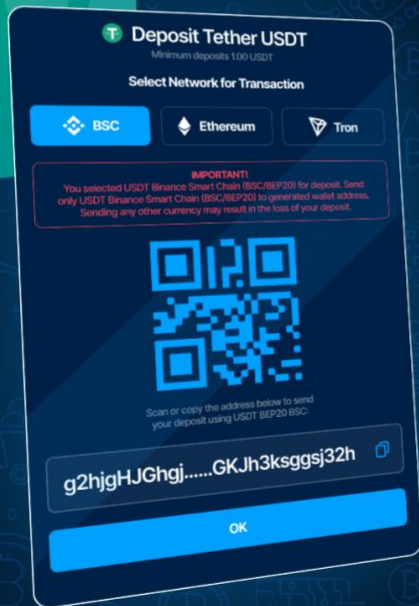 Deposit Tether USDT
Minimum deposits 1.00 USDT
Select Network for Transaction
BSC
Ethereum
Tron
IMPORTANT!
You selected USDT Binance Smart Chain (BSC/BEP20) for deposit. Send
only USDT Binance Smart Chain (BSC/BEP20) to generated wallet address.
Sending any other currency may result in the loss of your deposit.
Scan or copy the address below to send
your deposit using USDT BEP20 BSC:
g2hjgHJGhgj......GKJh3ksggsj32h
OK